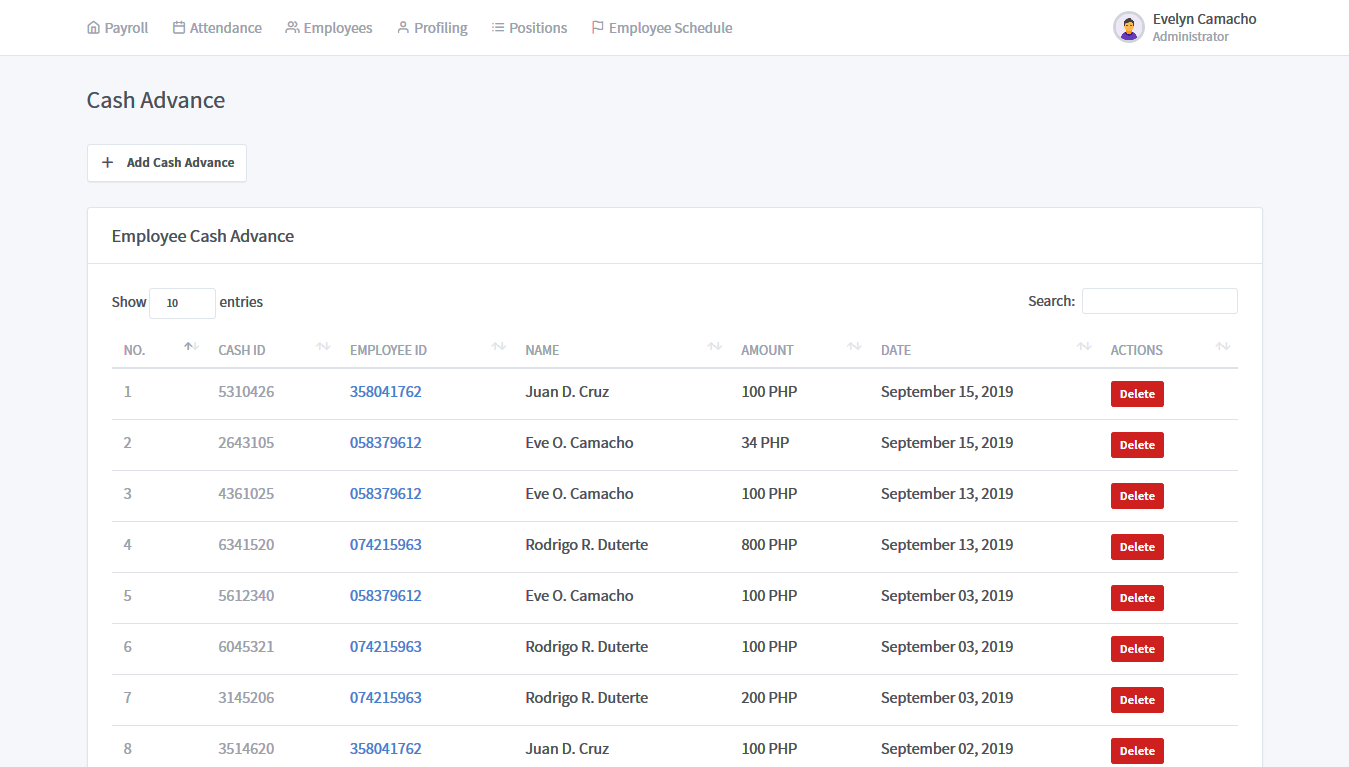 Payroll Attendance Employees Profiling Positions Employee Schedule Evelyn Camacho
Administrator
Cash Advance
+ Add Cash Advance
Employee Cash Advance
Show 10 entries Search:
NO. CASH ID EMPLOYEE ID NAME AMOUNT DATE ACTIONS
1 5310426 358041762 Juan D. Cruz 100 PHP September 15, 2019 Delete
2 2643105 058379612 Eve O. Camacho 34 PHP September 15, 2019 Delete
3 4361025 058379612 Eve O. Camacho 100 PHP September 13, 2019 Delete
4 6341520 074215963 Rodrigo R. Duterte 800 PHP September 13, 2019 Delete
5 5612340 058379612 Eve O. Camacho 100 PHP September 03, 2019 Delete
6 6045321 074215963 Rodrigo R. Duterte 100 PHP September 03, 2019 Delete
7 3145206 074215963 Rodrigo R. Duterte 200 PHP September 03, 2019 Delete
8 3514620 358041762 Juan D. Cruz 100 PHP September 02, 2019 Delete